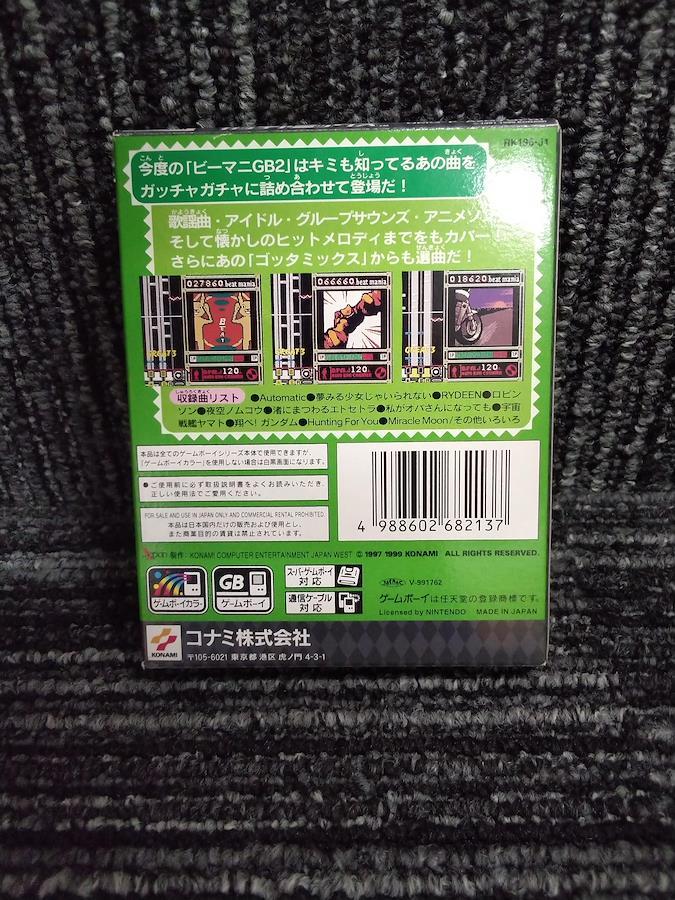 RK196-J1
今度の「ビーマニGB2」はキミも知ってるあの曲を
ガッチャガチャに詰め合わせて登場だ！
歌謡曲・アイドル・グループサウンズ・アニメソ
そして懐かしのヒットメロディまでをもカバー
さらにあの「ゴッタミックス」からも選曲だ！
027860 beat mania
066660 beat mania
018620 beat mania
GREAT 3
GREAT 3
GREAT 3
B.P.M. 120
B.P.M. 120
B.P.M. 120
収録曲リスト
●Automatic●夢みる少女じゃいられない●RYDEEN●ロビン
ソン●夜空ノムコウ●渚にまつわるエトセトラ●私がオバさんになっても●宇宙
戦艦ヤマト●翔べ！ガンダム●Hunting For You●Miracle Moon/その他いろいろ
本品は全てのゲームボーイシリーズ本体で使用できますが、
「ゲームボーイカラー」を使用しない場合は白黒画面になります。
●ご使用前に必ず取扱説明書をよくお読みいただき、
正しい使用法でご愛用ください。
FOR SALE AND USE IN JAPAN ONLY AND COMMERCIAL RENTAL PROHIBITED.
本品は日本国内だけの販売および使用とし、
また商業目的の賃貸は禁止されています。
4 988602 682137
Japan 製作：KONAMI COMPUTER ENTERTAINMENT JAPAN WEST © 1997 1999 KONAMI ALL RIGHTS RESERVED.
ゲームボーイカラー
GB
ゲームボーイ
スーパーゲームボーイ
対応
通信ケーブル
対応
V-991762
ゲームボーイは任天堂の登録商標です。
Licensed by NINTENDO MADE IN JAPAN
KONAMI
コナミ株式会社
〒105-6021 東京都港区虎ノ門 4-3-1